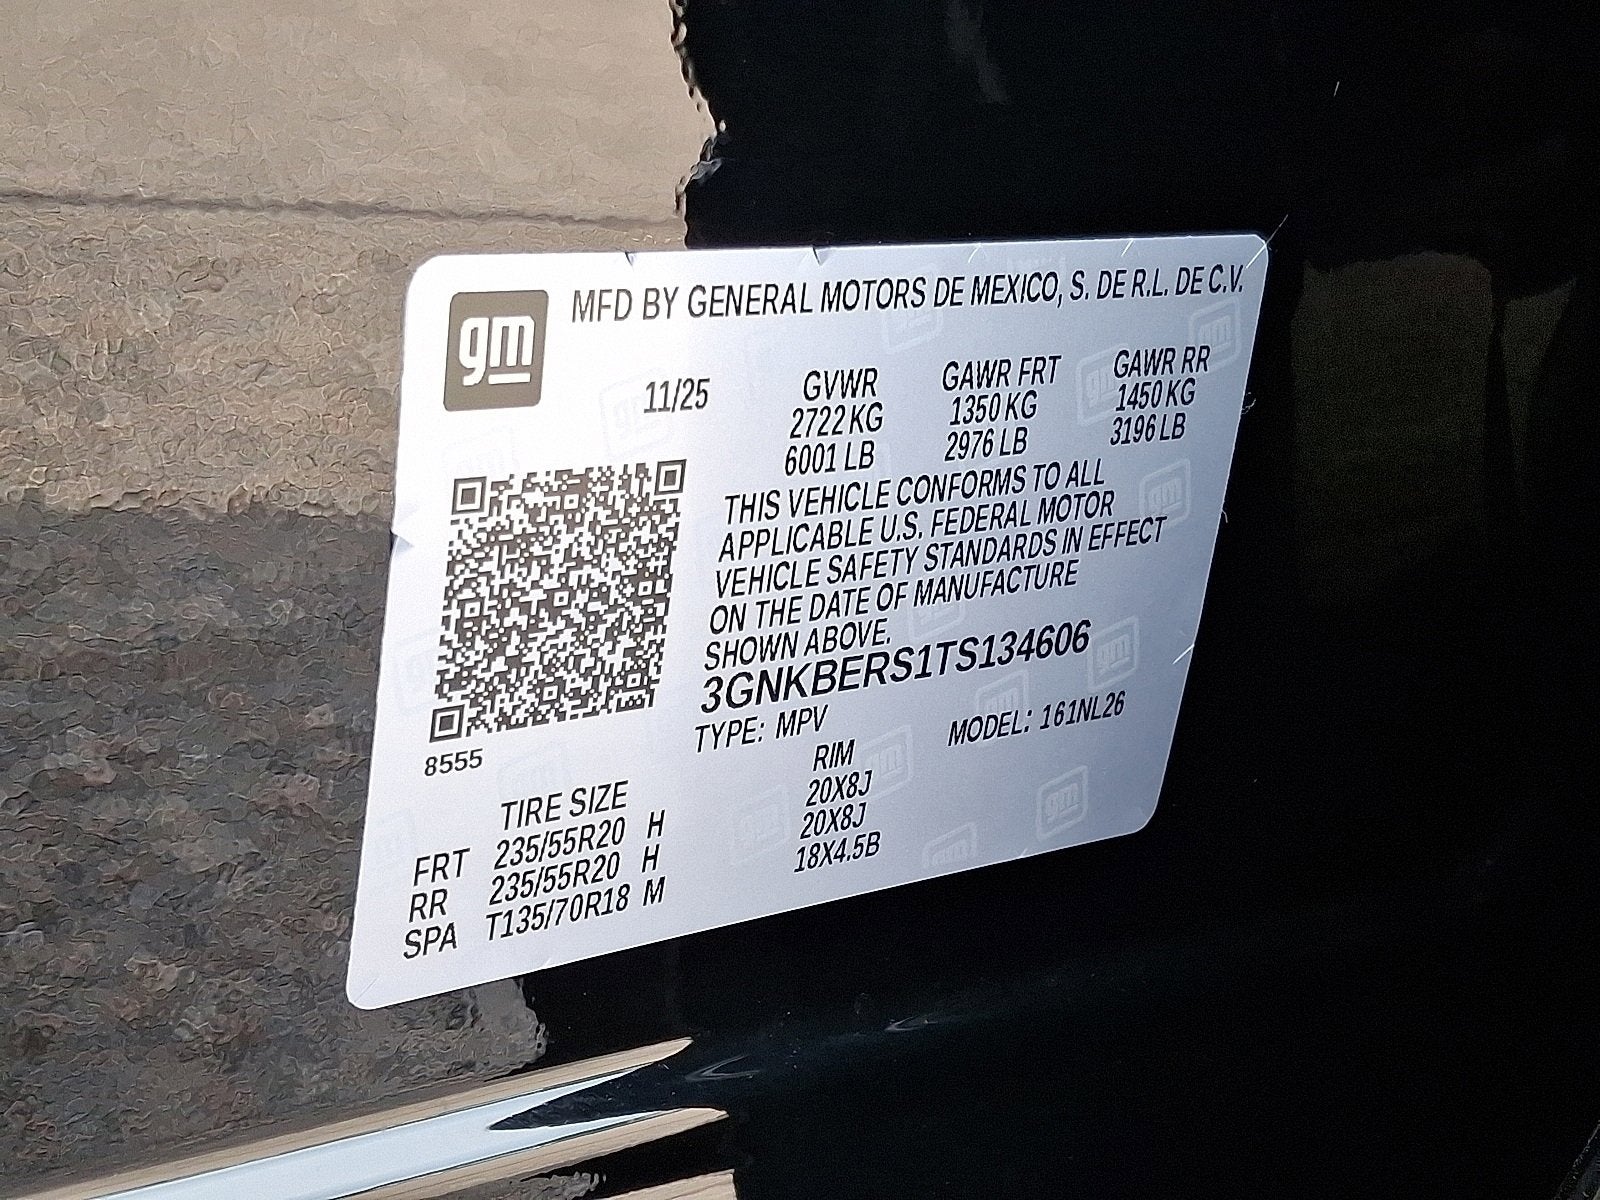 gm
MFD BY GENERAL MOTORS DE MEXICO, S. DE R.L. DE C.V.
11/25
GVWR GAWR FRT GAWR RR
2722 KG 1350 KG 1450 KG
6001 LB 2976 LB 3196 LB
THIS VEHICLE CONFORMS TO ALL
APPLICABLE U.S. FEDERAL MOTOR
VEHICLE SAFETY STANDARDS IN EFFECT
ON THE DATE OF MANUFACTURE
SHOWN ABOVE.
3GNKBERS1TS134606
TYPE: MPV MODEL: 161NL26
8555
TIRE SIZE RIM
FRT 235/55R20 H 20X8J
RR 235/55R20 H 20X8J
SPA T135/70R18 M 18X4.5B